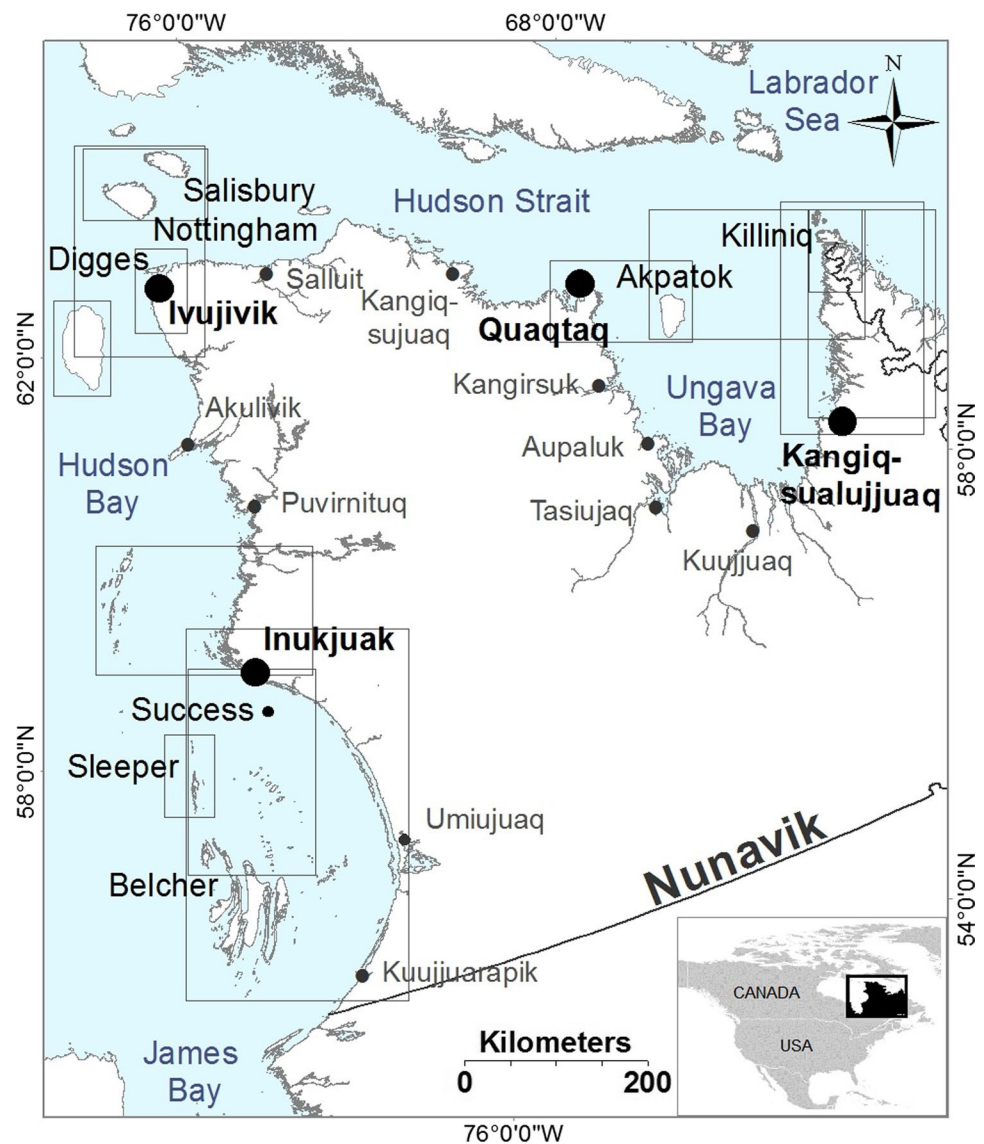 76°0'0"W
68°0'0"W
Labrador
Sea
N
Salisbury
Nottingham
Hudson Strait
Killiniq
Digges
Salluit
Akpatok
Ivujivik
Kangiq-
sujuaq
Quaqtaq
62°0'0"N
Kangirsuk
Ungava
Bay
Akulivik
Aupaluk
58°0'0"N
Hudson
Bay
Kangiq-
sualujjuaq
Puvirnituq
Tasiujaq
Kuujjuaq
Inukjuak
Success
58°0'0"N
Sleeper
Umiujuaq
Nunavik
Belcher
54°0'0"N
Kuujjuarapik
CANADA
USA
James
Bay
Kilometers
0 200
76°0'0"W